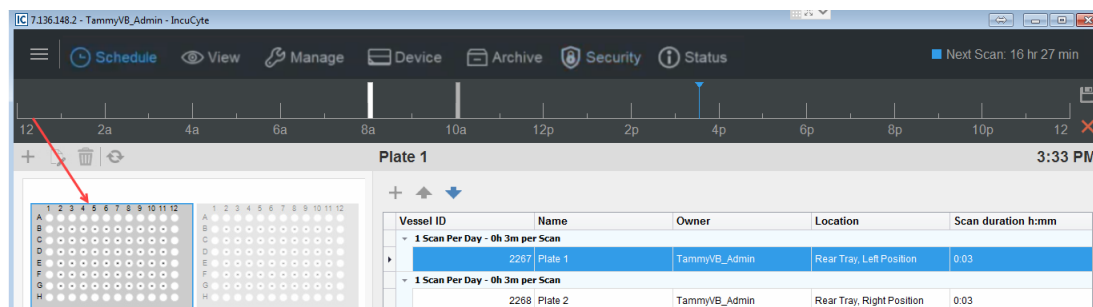 IC 7.136.148.2 - TammyVB_Admin - IncuCyte
Schedule View Manage Device Archive Security Status Next Scan: 16 hr 27 min
12 2a 4a 6a 8a 10a 12p 2p 4p 6p 8p 10p 12
Plate 1 3:33 PM
1 2 3 4 5 6 7 8 9 10 11 12 1 2 3 4 5 6 7 8 9 10 11 12
A A
B B
C C
D D
E E
F F
G G
H H
Vessel ID Name Owner Location Scan duration h:mm
1 Scan Per Day - 0h 3m per Scan
2267 Plate 1 TammyVB_Admin Rear Tray, Left Position 0:03
1 Scan Per Day - 0h 3m per Scan
2268 Plate 2 TammyVB_Admin Rear Tray, Right Position 0:03